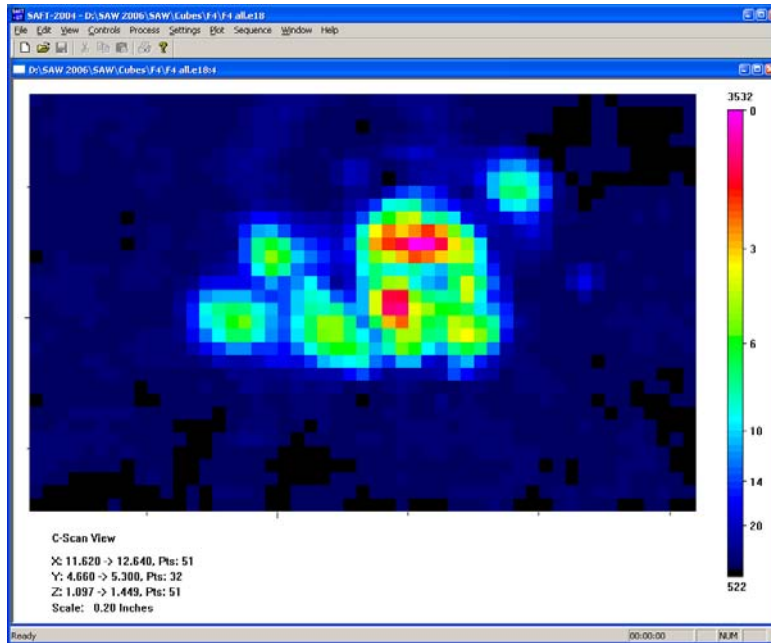 SAFT-2004 - D:\SAW 2006\SAW\Cubes\F4\F4 all.e18
File Edit View Controls Process Settings Plot Sequence Window Help
D:\SAW 2006\SAW\Cubes\F4\F4 all.e18:4
3532
0
3
6
10
14
20
522
C-Scan View
X: 11.620 -> 12.640, Pts: 51
Y: 4.660 -> 5.300, Pts: 32
Z: 1.097 -> 1.449, Pts: 51
Scale: 0.20 Inches
Ready 00:00:00 NUM